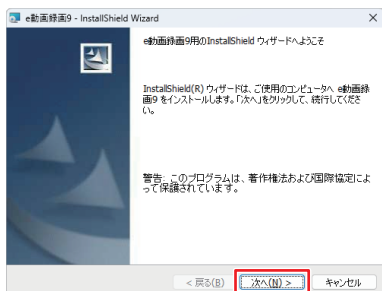 e動画録画9 - InstallShield Wizard
e動画録画9用のInstallShield ウィザードへようこそ
InstallShield(R) ウィザードは、ご使用のコンピュータへ e動画録
画9 をインストールします。「次へ」をクリックして、続行してくださ
い。
警告: このプログラムは、著作権法および国際協定によ
って保護されています。
< 戻る(B)
次へ(N) >
キャンセル